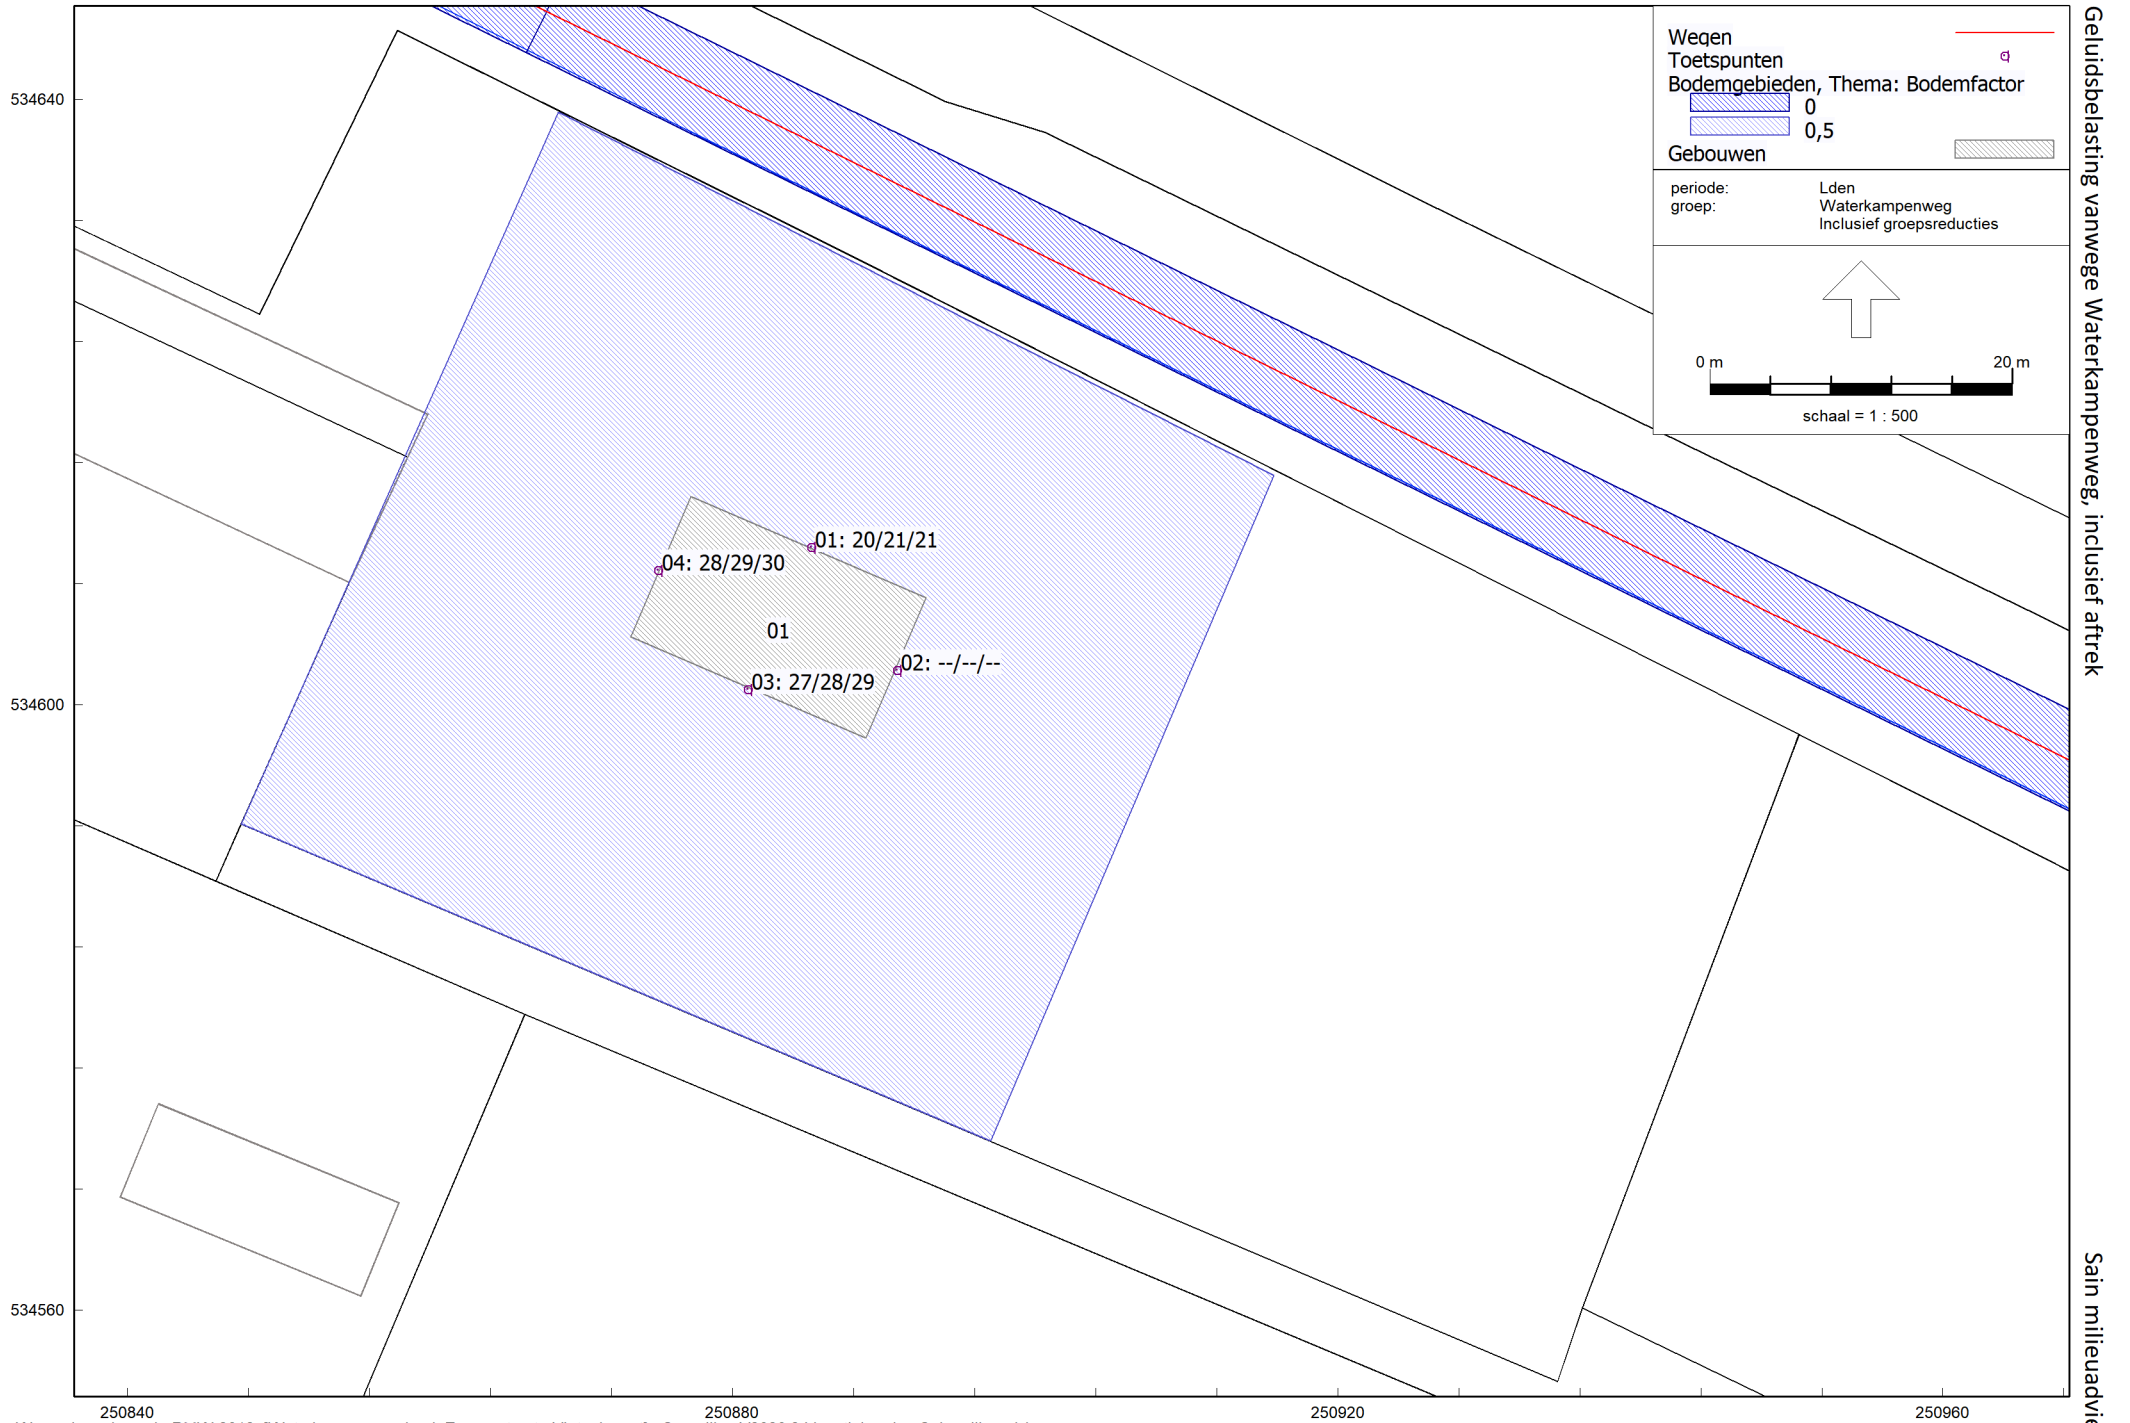 Wegen
Toetspunten
Bodemgebieden, Thema: Bodemfactor
0
0,5
Gebouwen
periode: Lden
groep: Waterkampenweg
Inclusief groepsreducties
0 m 20 m
schaal = 1 : 500
Geluidsbelasting vanwege Waterkampenweg, inclusief aftrek
Sain
534640
534600
534560
01: 20/21/21
04: 28/29/30
01
02: --/--/--
03: 27/28/29
250840 250880 250920 250960